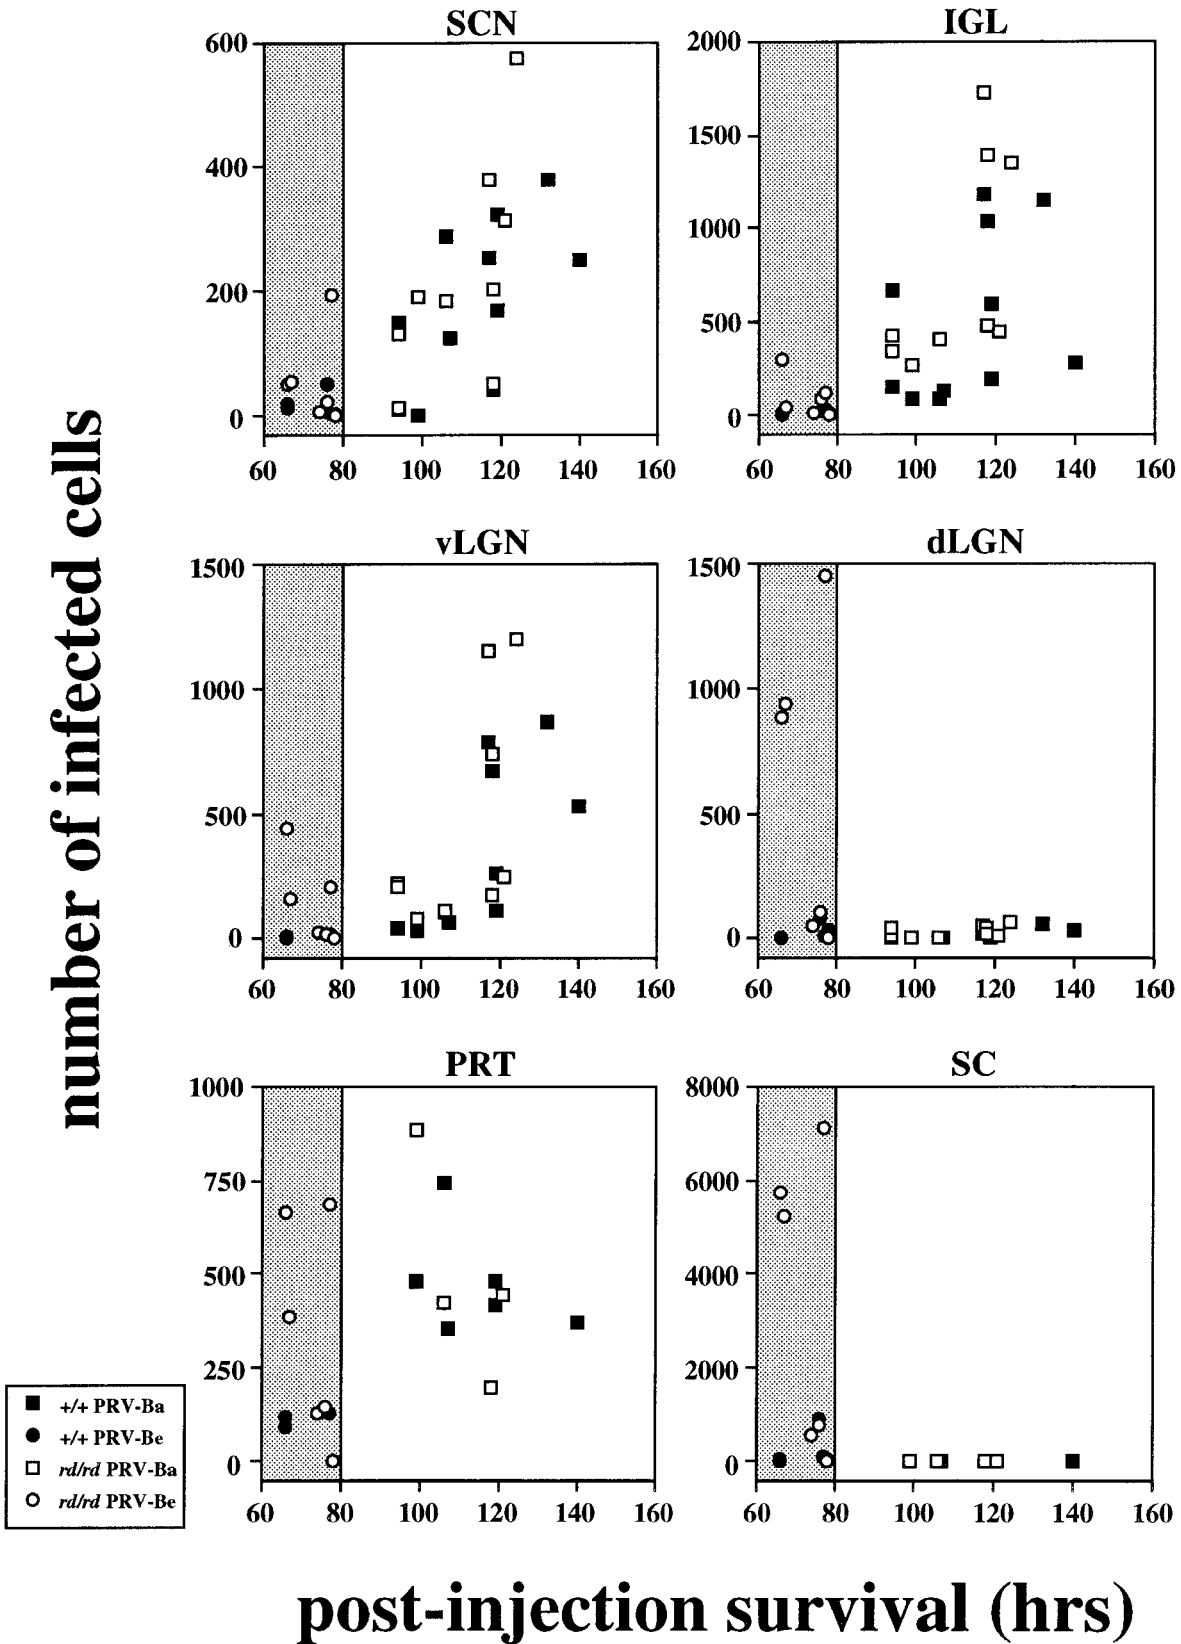 SCN
600
400
200
0
60 80 100 120 140 160
IGL
2000
1500
1000
500
0
60 80 100 120 140 160
vLGN
1500
1000
500
0
60 80 100 120 140 160
dLGN
1500
1000
500
0
60 80 100 120 140 160
PRT
1000
750
500
250
0
60 80 100 120 140 160
SC
8000
6000
4000
2000
0
60 80 100 120 140 160
number of infected cells
+/+ PRV-Ba
+/+ PRV-Be
rd/rd PRV-Ba
rd/rd PRV-Be
post-injection survival (hrs)